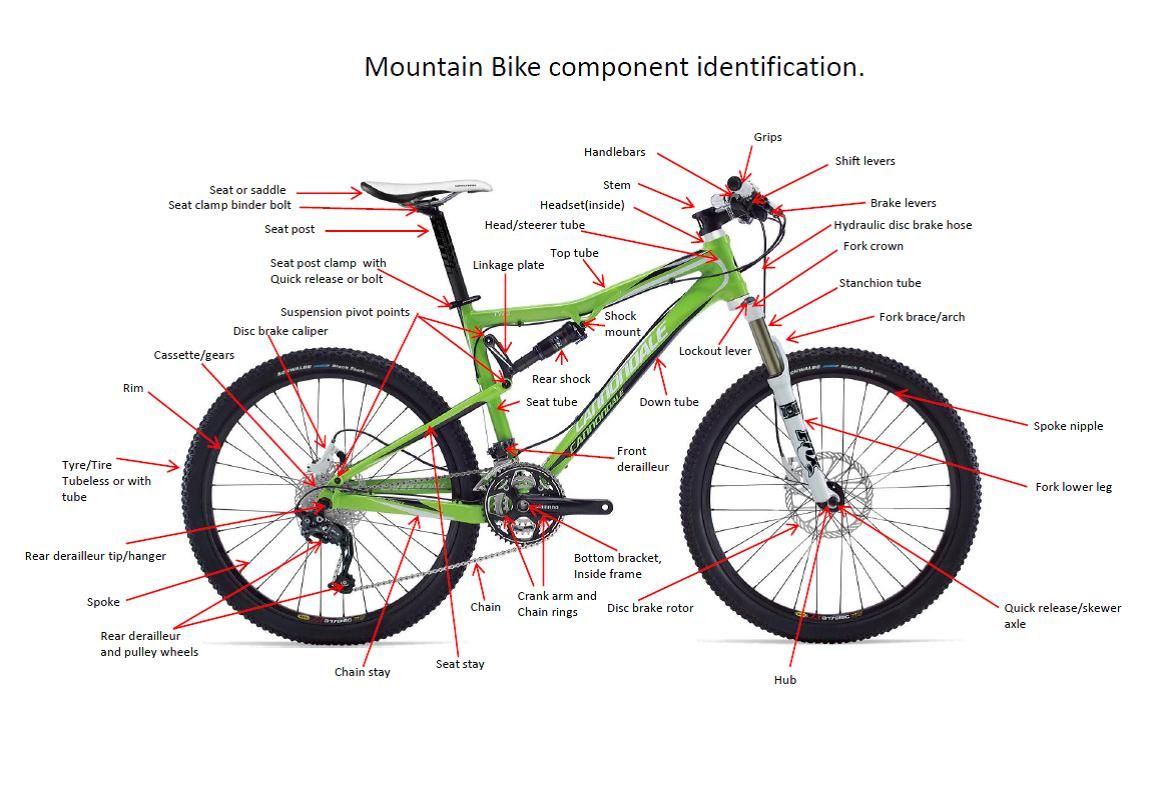 Mountain Bike component identification.
Grips
Handlebars
Shift levers
Stem
Seat or saddle
Seat clamp binder bolt
Headset(inside)
Brake levers
Seat post
Head/steerer tube
Hydraulic disc brake hose
Fork crown
Top tube
Linkage plate
Seat post clamp with
Quick release or bolt
Stanchion tube
Suspension pivot points
Shock
mount
Fork brace/arch
Disc brake caliper
Cassette/gears
Lockout lever
Rear shock
Rim
Seat tube
Down tube
CANNONDALE
CANNONDALE
Spoke nipple
Front
derailleur
Tyre/Tire
Tubeless or with
tube
Fork lower leg
Rear derailleur tip/hanger
Bottom bracket,
Inside frame
Spoke
Chain
Crank arm and
Chain rings
Disc brake rotor
Quick release/skewer
axle
Rear derailleur
and pulley wheels
Chain stay
Seat stay
Hub